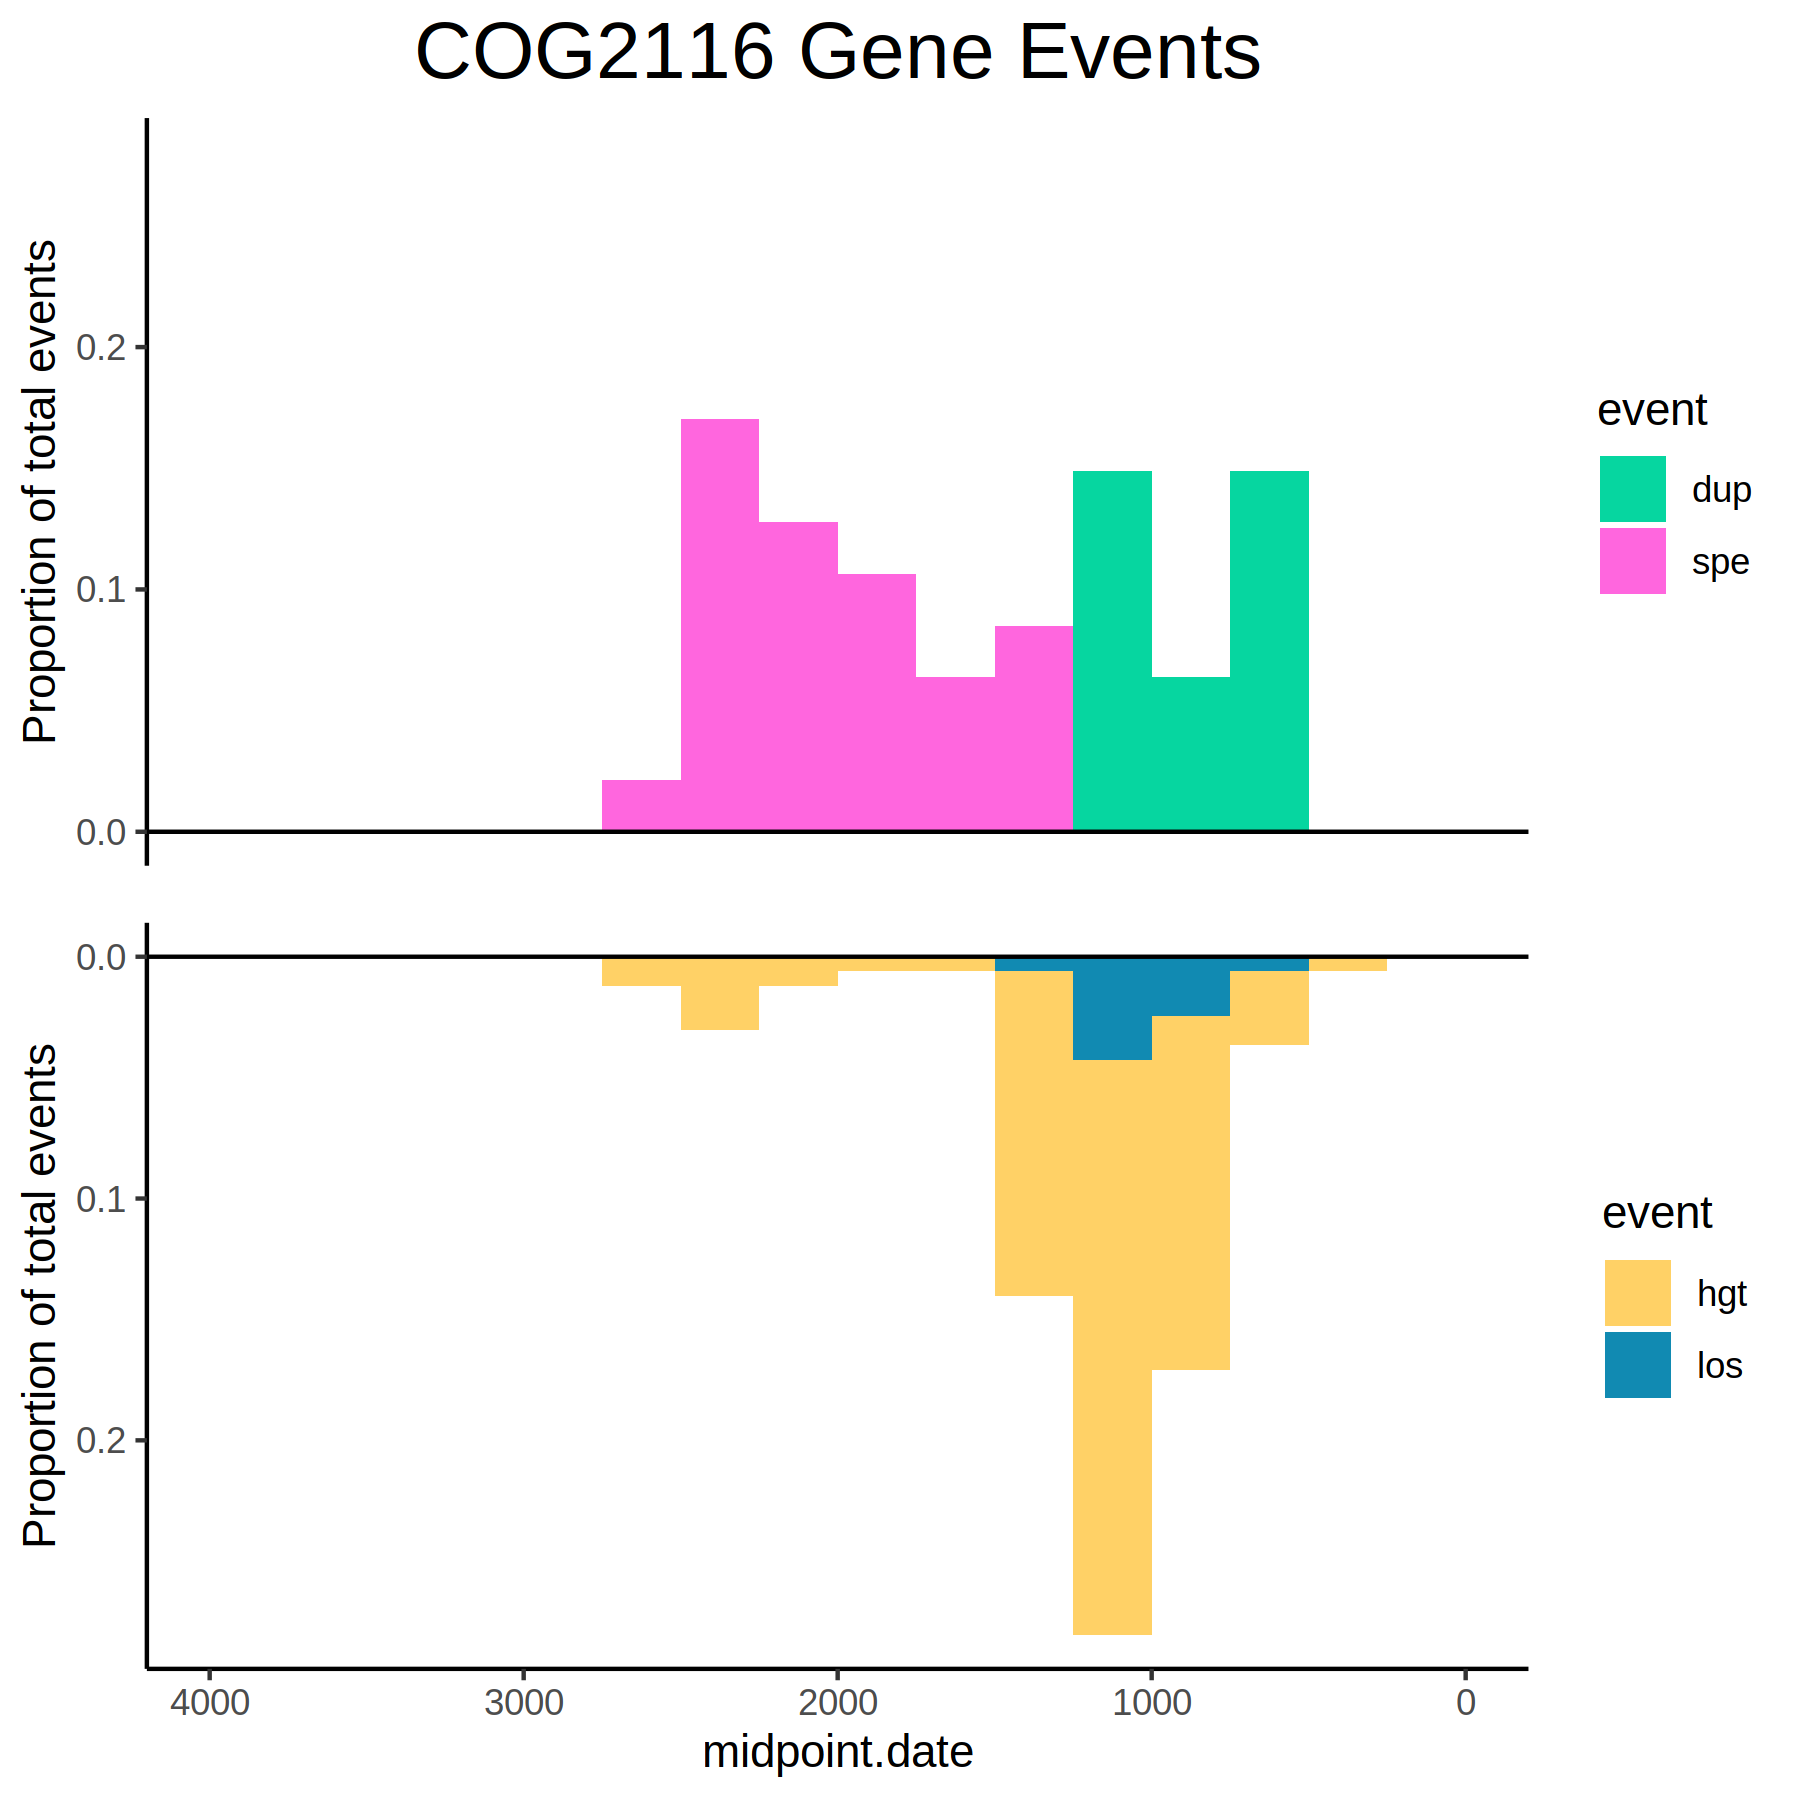 COG2116 Gene Events
Proportion of total events
0.2
0.1
0.0
event
dup
spe
Proportion of total events
0.0
0.1
0.2
event
hgt
los
4000 3000 2000 1000 0
midpoint.date